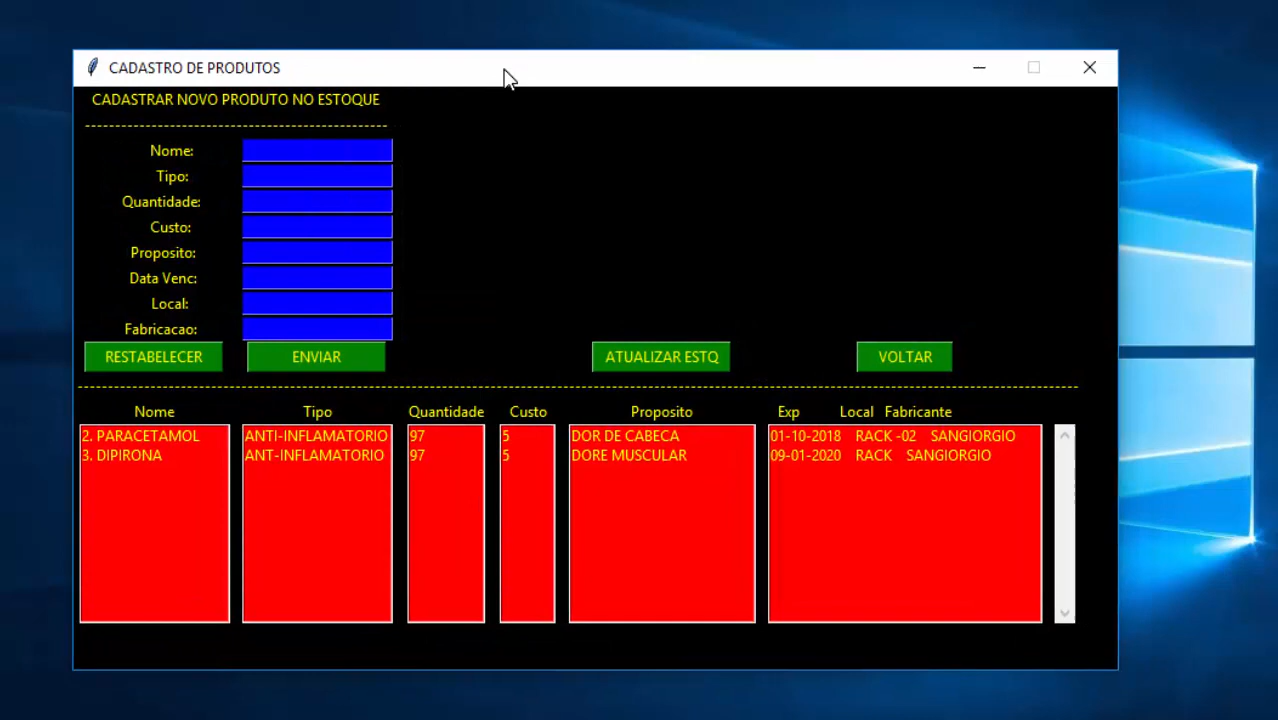 CADASTRO DE PRODUTOS
CADASTRAR NOVO PRODUTO NO ESTOQUE
--------------------------------------------------
Nome:
Tipo:
Quantidade:
Custo:
Proposito:
Data Venc:
Local:
Fabricacao:
RESTABELECER ENVIAR ATUALIZAR ESTQ VOLTAR
--------------------------------------------------
Nome Tipo Quantidade Custo Proposito Exp Local Fabricante
2. PARACETAMOL ANTI-INFLAMATORIO 97 5 DOR DE CABECA 01-10-2018 RACK -02 SANGIORGIO
3. DIPIRONA ANT-INFLAMATORIO 97 5 DORE MUSCULAR 09-01-2020 RACK SANGIORGIO